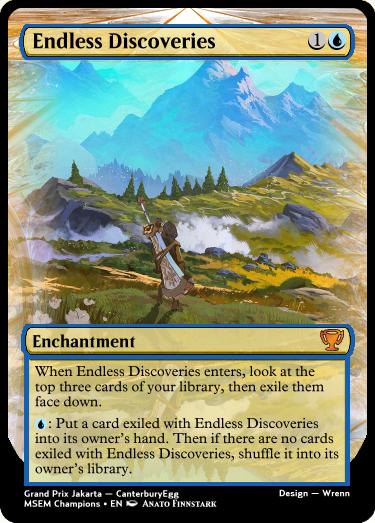 Endless Discoveries 1
Enchantment
When Endless Discoveries enters, look at the
top three cards of your library, then exile them
face down.
: Put a card exiled with Endless Discoveries
into its owner's hand. Then if there are no cards
exiled with Endless Discoveries, shuffle it into its
owner's library.
Grand Prix Jakarta — CanterburyEgg Design — Wrenn
MSEM Champions • EN Anato Finnstark